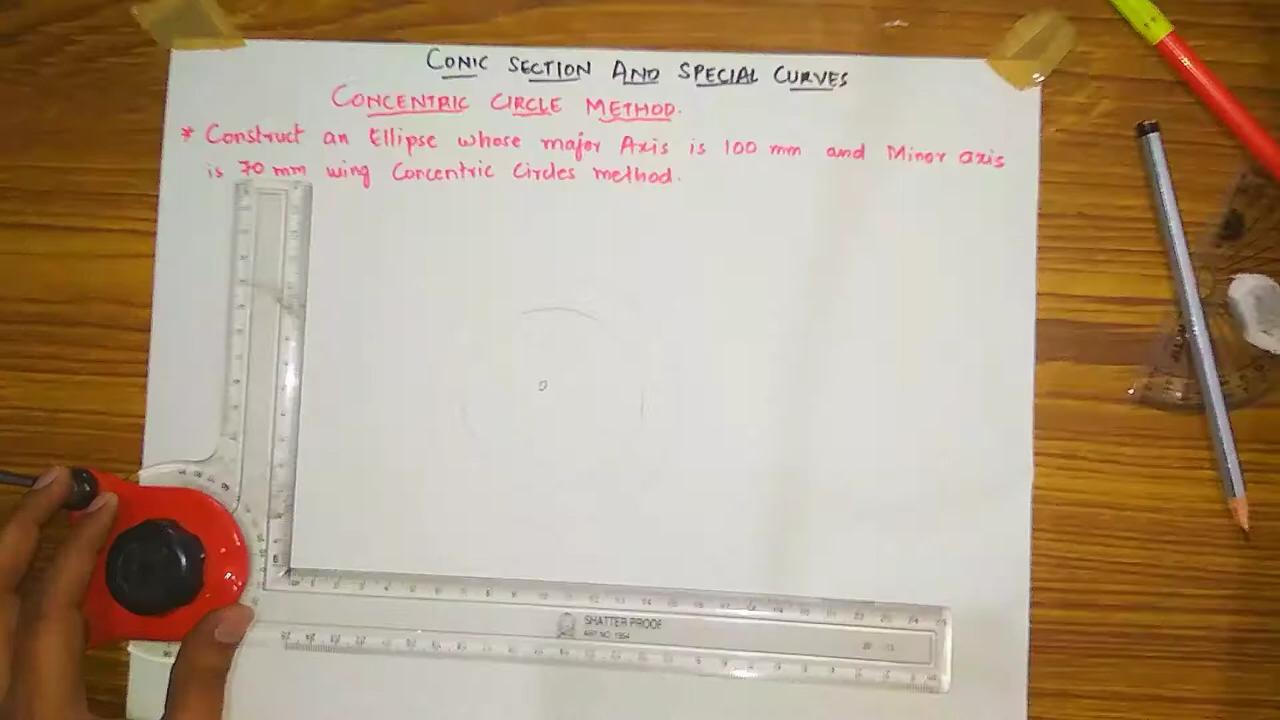 CONIC SECTION AND SPECIAL CURVES
CONCENTRIC CIRCLE METHOD.
* Construct an Ellipse whose major Axis is 100 mm and Minor axis
is 70 mm using Concentric Circles method.
O
SHATTER PROOF